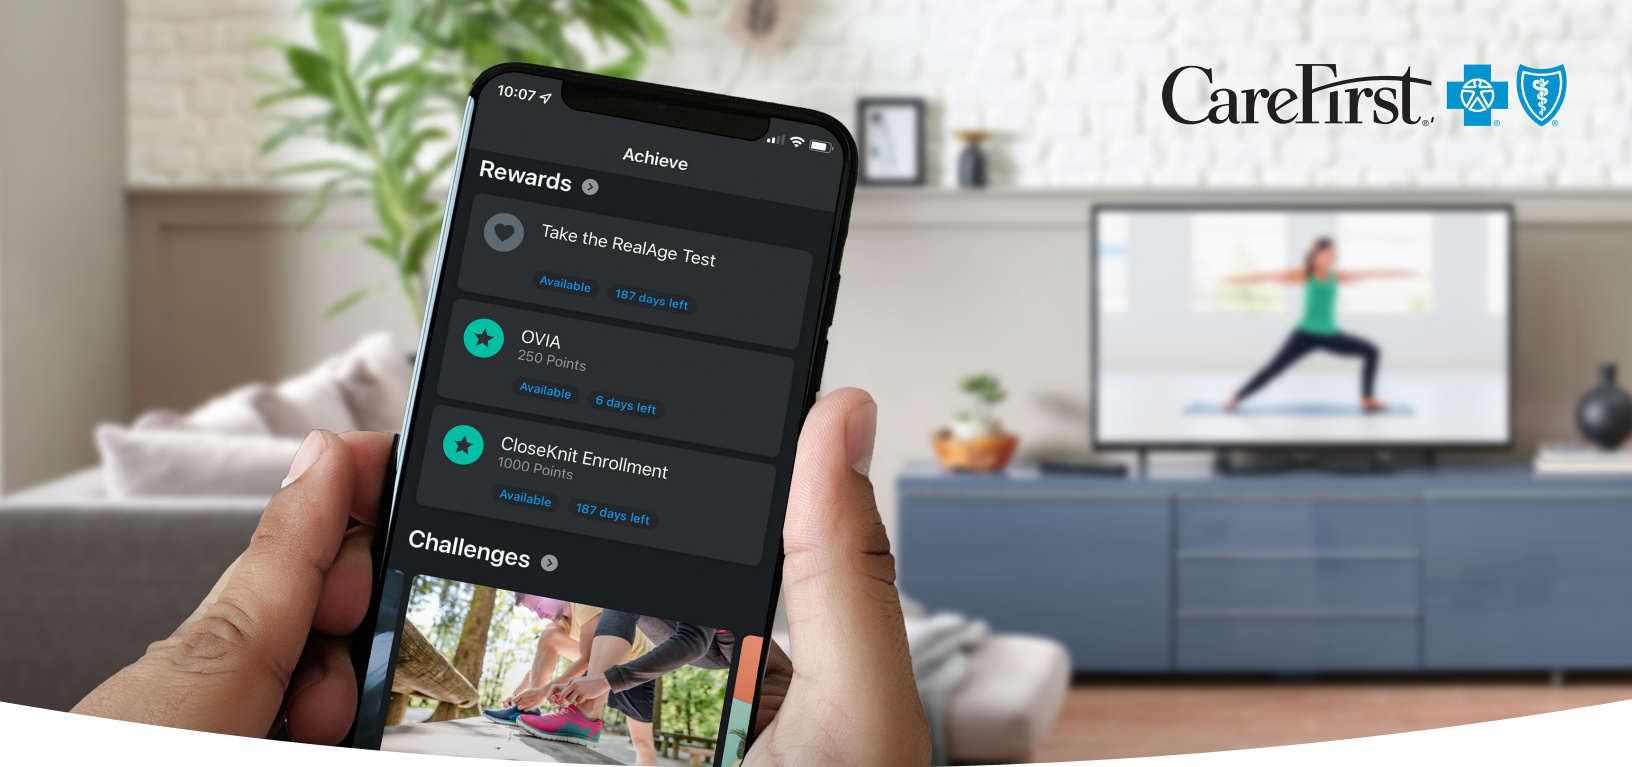 10:07
Achieve
Rewards
Take the RealAge Test
Available 187 days left
OVIA
250 Points
Available 6 days left
CloseKnit Enrollment
1000 Points
Available 187 days left
Challenges
CareFirst®,